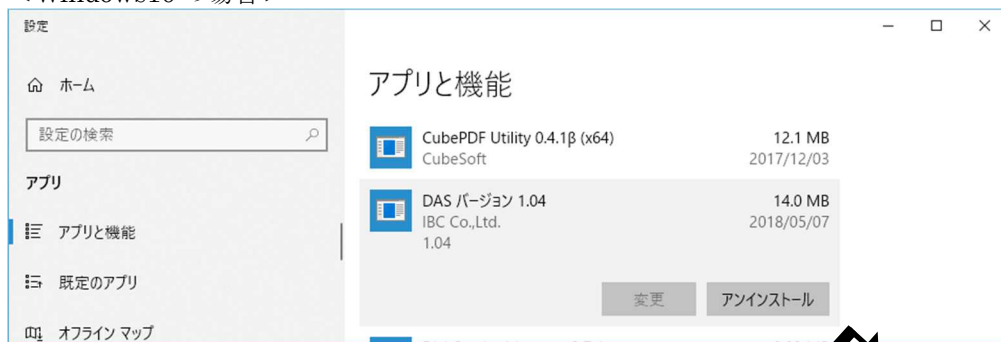 設定
ホーム
設定の検索
アプリ
アプリと機能
既定のアプリ
オフライン マップ
アプリと機能
CubePDF Utility 0.4.1β (x64)
12.1 MB
CubeSoft
2017/12/03
DAS バージョン 1.04
14.0 MB
IBC Co.,Ltd.
2018/05/07
1.04
変更
アンインストール